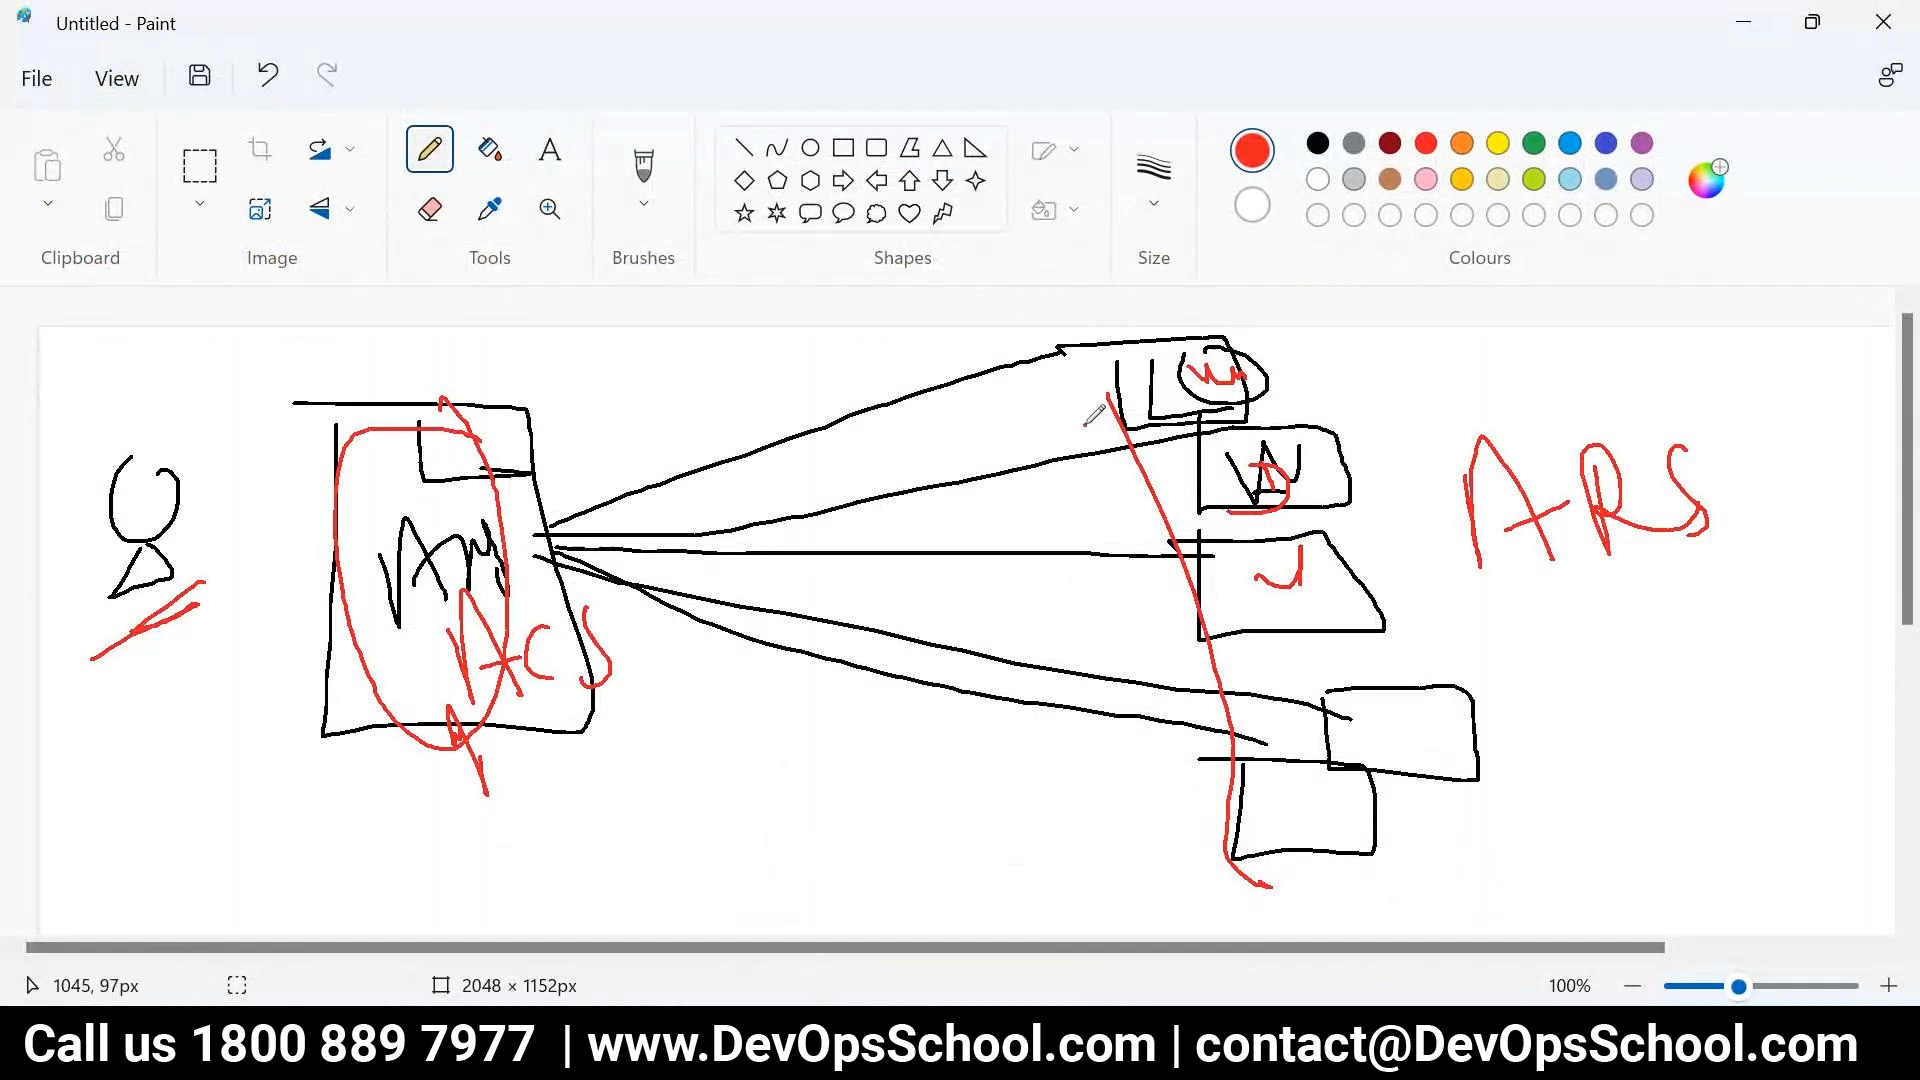 Untitled - Paint
File View
Clipboard Image Tools Brushes Shapes Size Colours
ACS
ARS
1045, 97px
2048 × 1152px
100%
Call us 1800 889 7977 | www.DevOpsSchool.com | contact@DevOpsSchool.com